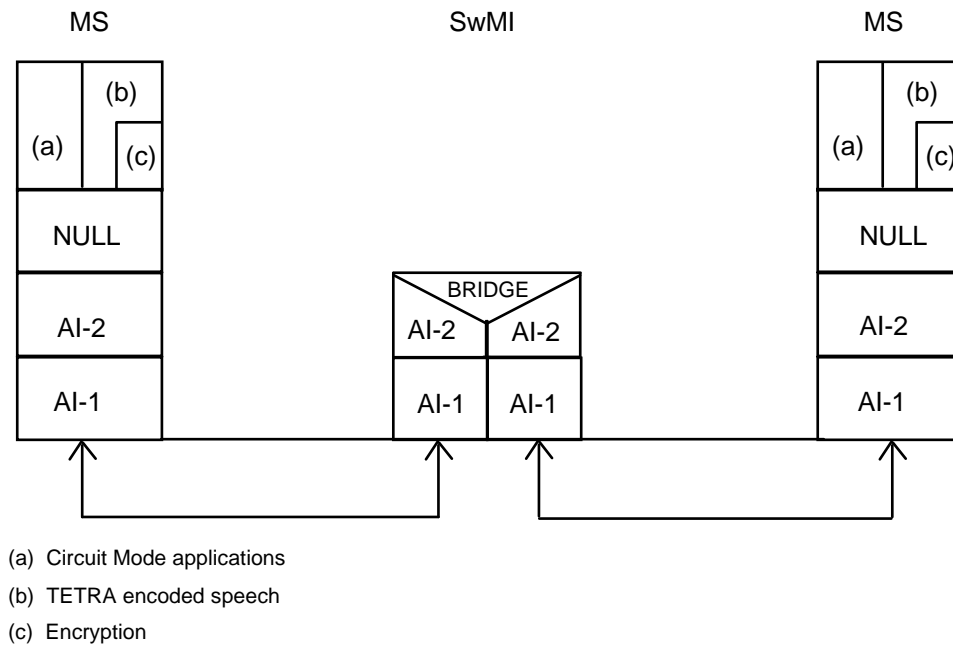 MS SwMI MS
(b) (b)
(a) (c) (a) (c)
NULL NULL
BRIDGE
AI-2 AI-2 AI-2 AI-2
AI-1 AI-1 AI-1 AI-1
(a) Circuit Mode applications
(b) TETRA encoded speech
(c) Encryption